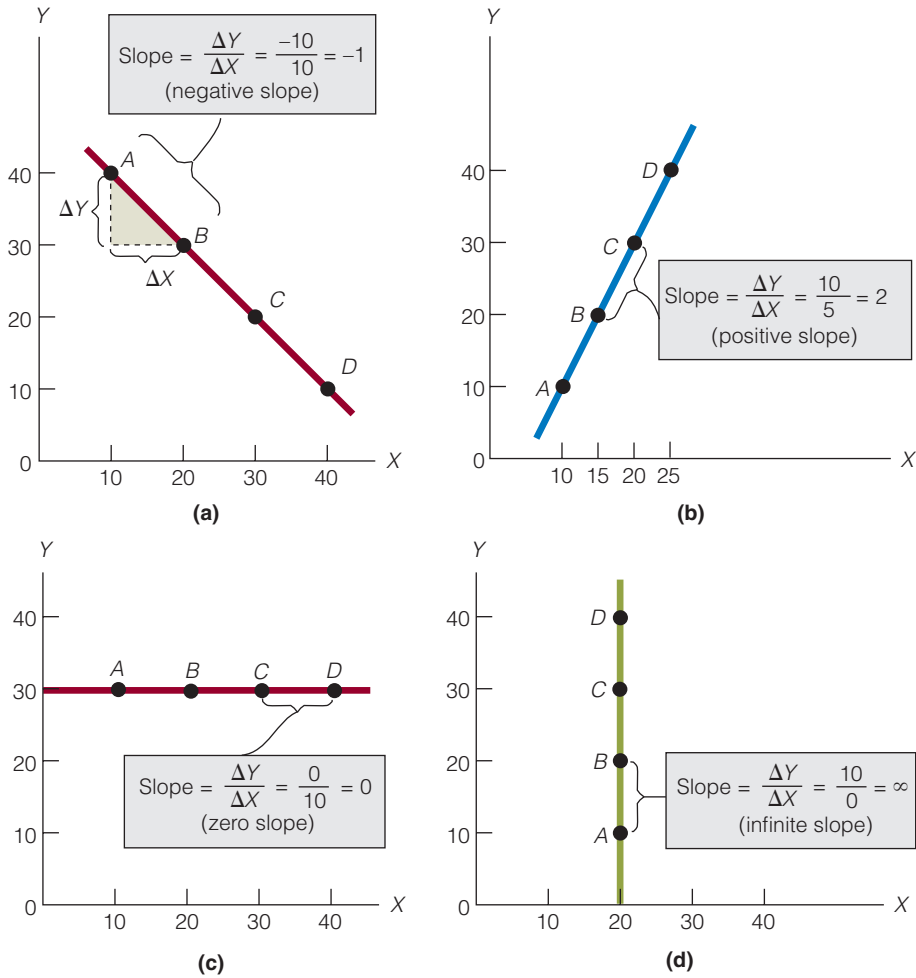 Y
Slope = ΔY/ΔX = −10/10 = −1
(negative slope)
A
40
ΔY
B
30
ΔX
C
20
D
10
0
X
10 20 30 40
(a)
Y
D
40
C
30
Slope = ΔY/ΔX = 10/5 = 2
(positive slope)
B
20
A
10
0
X
10 15 20 25
(b)
Y
40
A B C D
30
20
Slope = ΔY/ΔX = 0/10 = 0
(zero slope)
10
0
X
10 20 30 40
(c)
Y
D
40
C
30
B
20
Slope = ΔY/ΔX = 10/0 = ∞
(infinite slope)
A
10
0
X
10 20 30 40
(d)